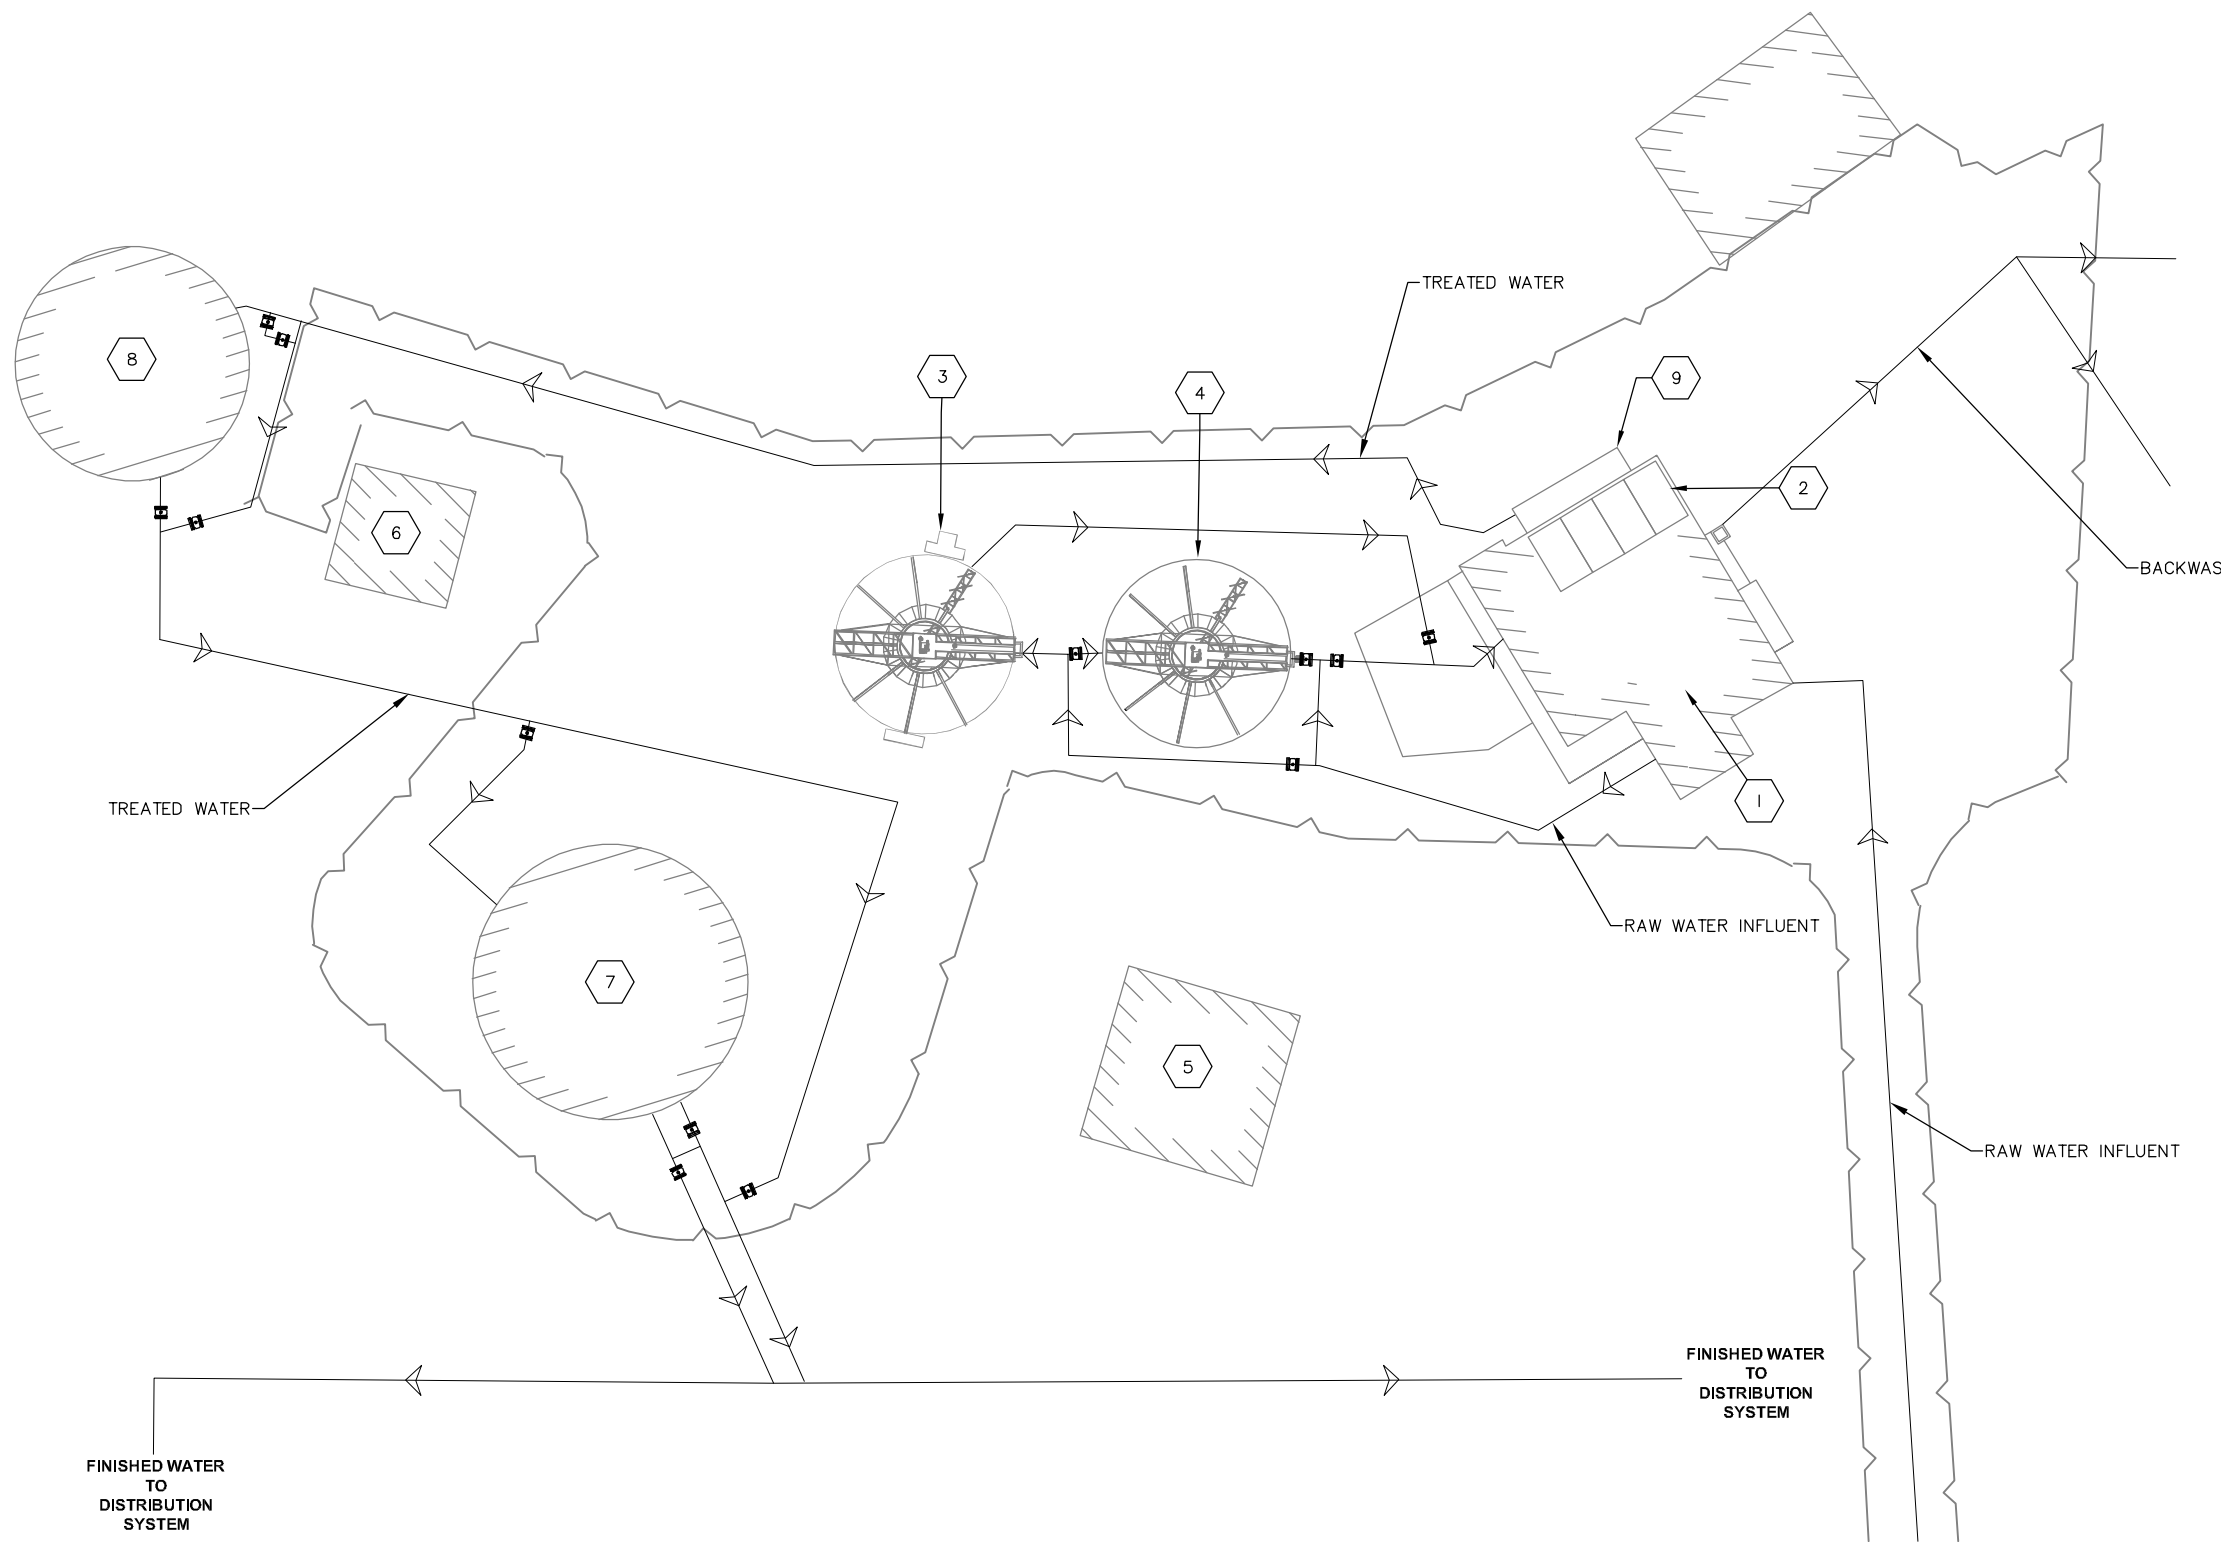 TREATED WATER
8
3
4
9
2
6
BACKWAS
1
TREATED WATER
RAW WATER INFLUENT
7
5
RAW WATER INFLUENT
FINISHED WATER
TO
DISTRIBUTION
SYSTEM
FINISHED WATER
TO
DISTRIBUTION
SYSTEM